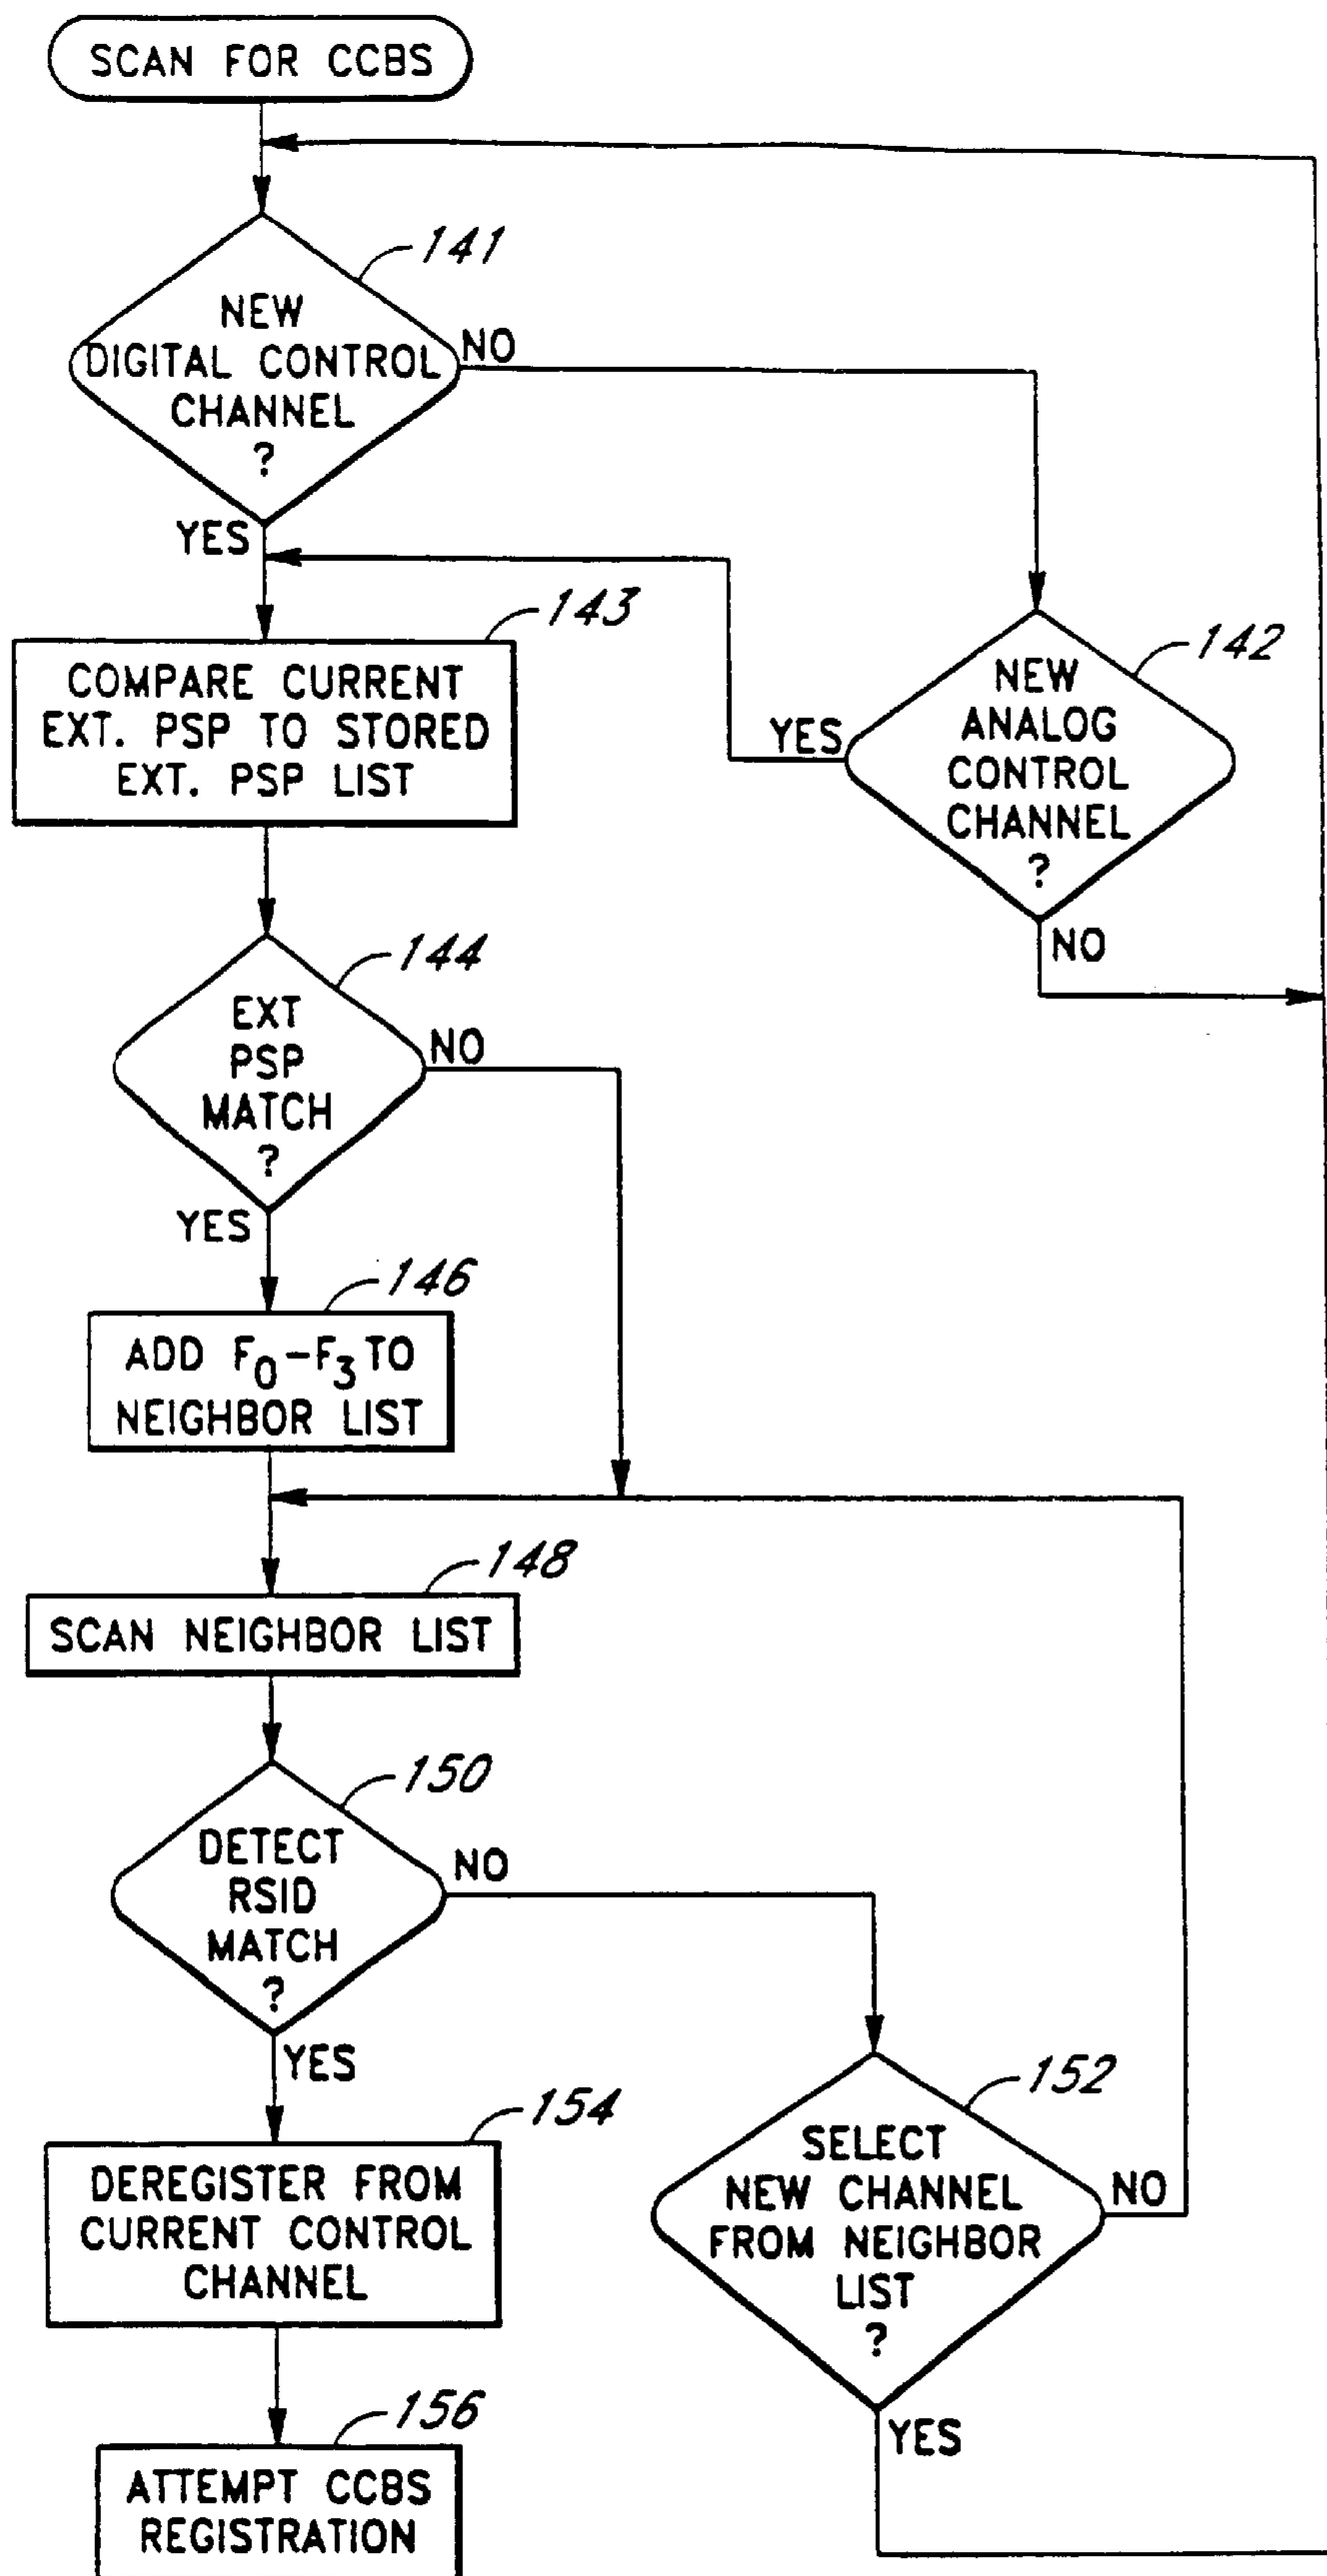 SCAN FOR CCBS
141
NEW
DIGITAL CONTROL
CHANNEL
?
NO
YES
143
COMPARE CURRENT
EXT. PSP TO STORED
EXT. PSP LIST
142
NEW
ANALOG
CONTROL
CHANNEL
?
YES
NO
144
EXT
PSP
MATCH
?
NO
YES
146
ADD F0-F3 TO
NEIGHBOR LIST
148
SCAN NEIGHBOR LIST
150
DETECT
RSID
MATCH
?
NO
YES
152
SELECT
NEW CHANNEL
FROM NEIGHBOR
LIST
?
NO
YES
154
DEREGISTER FROM
CURRENT CONTROL
CHANNEL
156
ATTEMPT CCBS
REGISTRATION